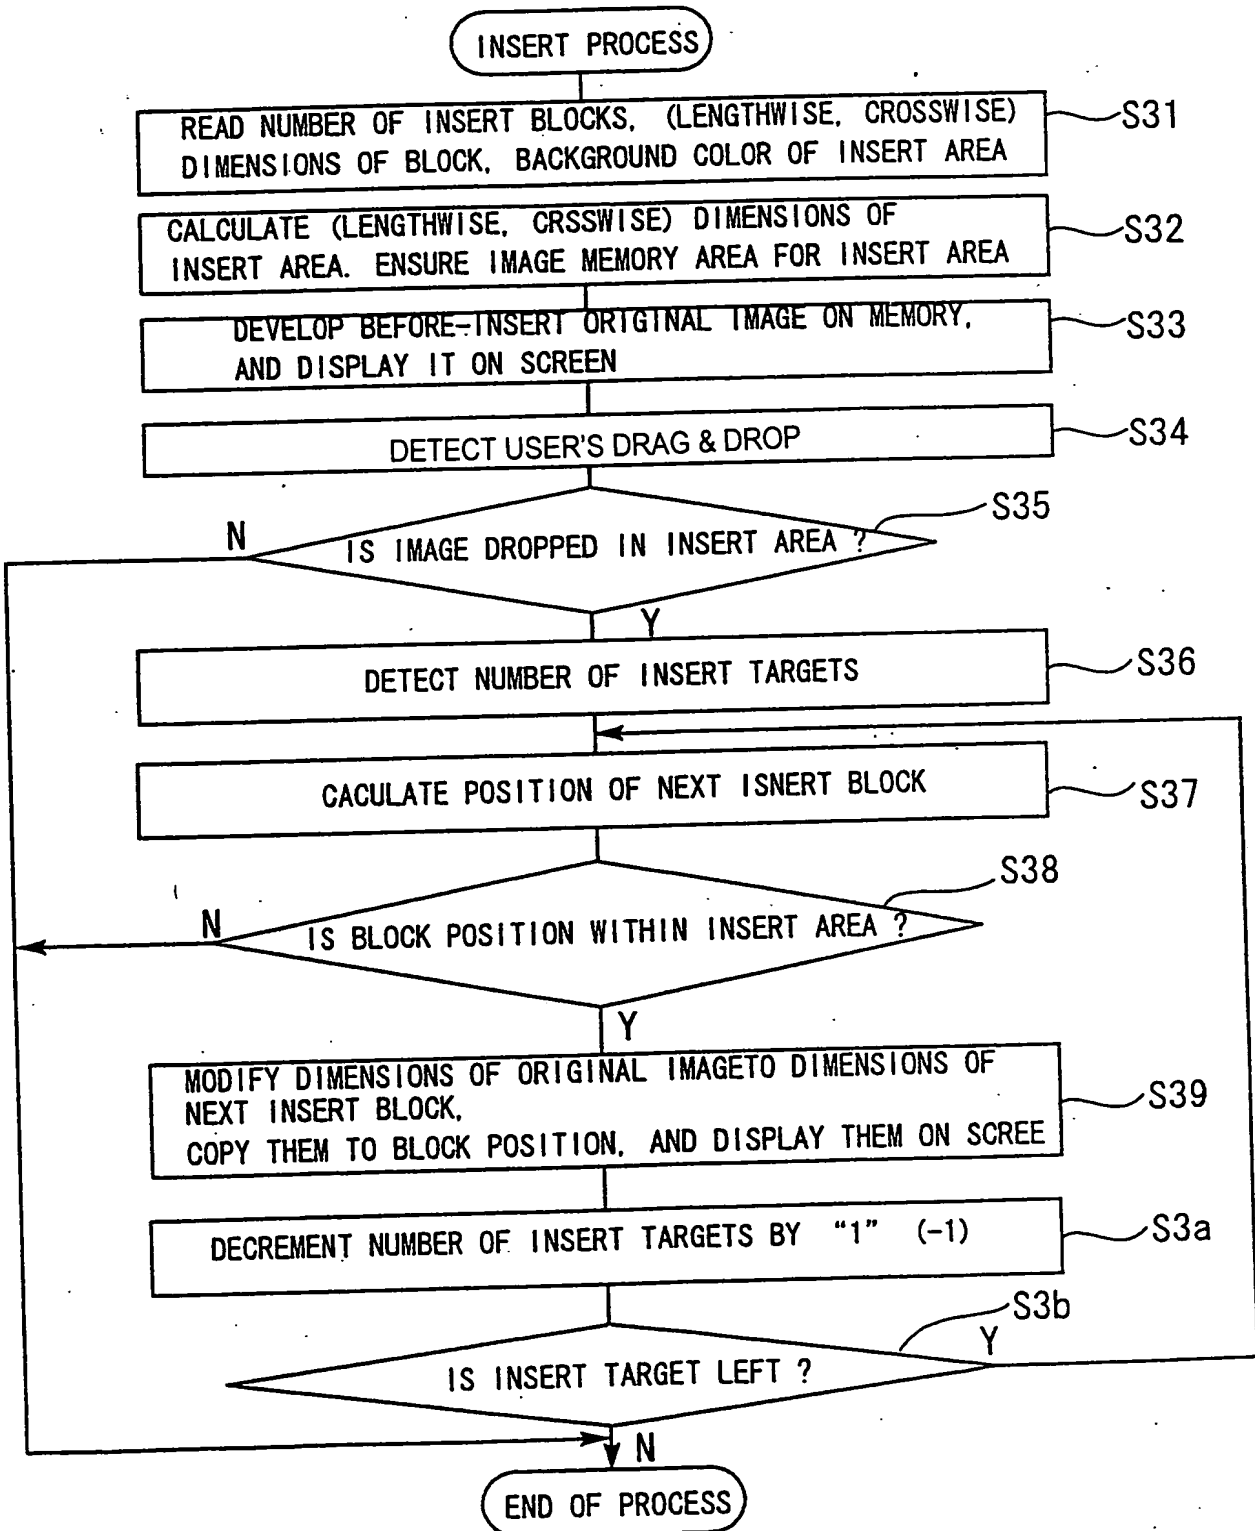 INSERT PROCESS
READ NUMBER OF INSERT BLOCKS, (LENGTHWISE, CROSSWISE)
DIMENSIONS OF BLOCK, BACKGROUND COLOR OF INSERT AREA
S31
CALCULATE (LENGTHWISE, CRSSWISE) DIMENSIONS OF
INSERT AREA. ENSURE IMAGE MEMORY AREA FOR INSERT AREA
S32
DEVELOP BEFORE-INSERT ORIGINAL IMAGE ON MEMORY,
AND DISPLAY IT ON SCREEN
S33
DETECT USER'S DRAG & DROP
S34
IS IMAGE DROPPED IN INSERT AREA ?
S35
N
Y
DETECT NUMBER OF INSERT TARGETS
S36
CACULATE POSITION OF NEXT ISNERT BLOCK
S37
IS BLOCK POSITION WITHIN INSERT AREA ?
S38
N
Y
MODIFY DIMENSIONS OF ORIGINAL IMAGETO DIMENSIONS OF
NEXT INSERT BLOCK,
COPY THEM TO BLOCK POSITION, AND DISPLAY THEM ON SCREE
S39
DECREMENT NUMBER OF INSERT TARGETS BY "1" (-1)
S3a
IS INSERT TARGET LEFT ?
S3b
Y
N
END OF PROCESS